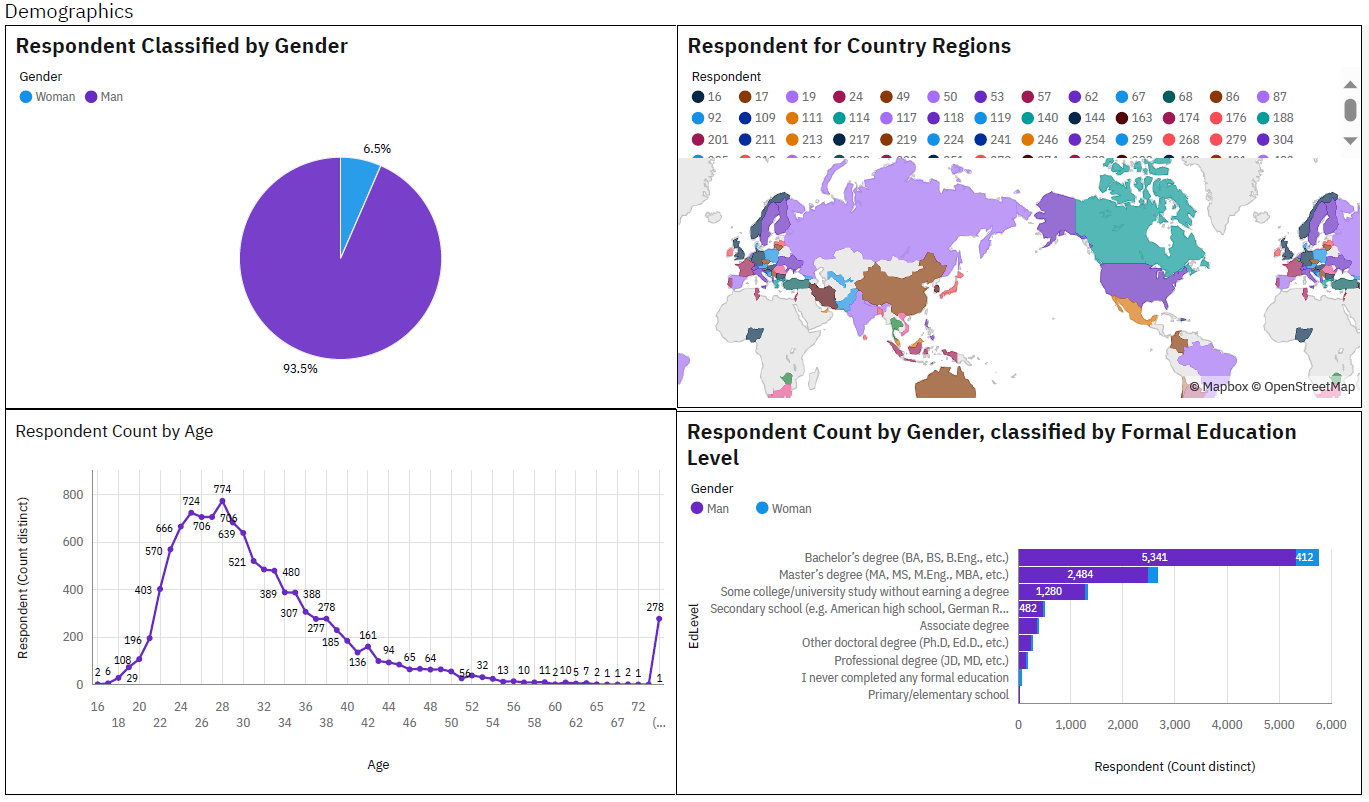 Demographics
Respondent Classified by Gender
Gender
Woman Man
6.5%
93.5%
Respondent for Country Regions
Respondent
16 17 19 24 49 50 53 57 62 67 68 86 87
92 109 111 114 117 118 119 140 144 163 174 176 188
201 211 213 217 219 224 241 246 254 259 268 279 304
© Mapbox © OpenStreetMap
Respondent Count by Age
Respondent (Count distinct)
800
600
400
200
0
2 6 29 108 196 403 570 666 724 706 774 706 639 521 389 480 307 388 277 278 185 136 161 94 65 64 56 32 13 10 11 2 10 5 7 2 1 1 2 1 278 1
16 20 24 28 32 36 40 44 48 52 56 60 65 72
18 22 26 30 34 38 42 46 50 54 58 62 67 (...
Age
Respondent Count by Gender, classified by Formal Education
Level
Gender
Man Woman
EdLevel
Bachelor's degree (BA, BS, B.Eng., etc.) 5,341 412
Master's degree (MA, MS, M.Eng., MBA, etc.) 2,484
Some college/university study without earning a degree 1,280
Secondary school (e.g. American high school, German R... 482
Associate degree
Other doctoral degree (Ph.D, Ed.D., etc.)
Professional degree (JD, MD, etc.)
I never completed any formal education
Primary/elementary school
0 1,000 2,000 3,000 4,000 5,000 6,000
Respondent (Count distinct)